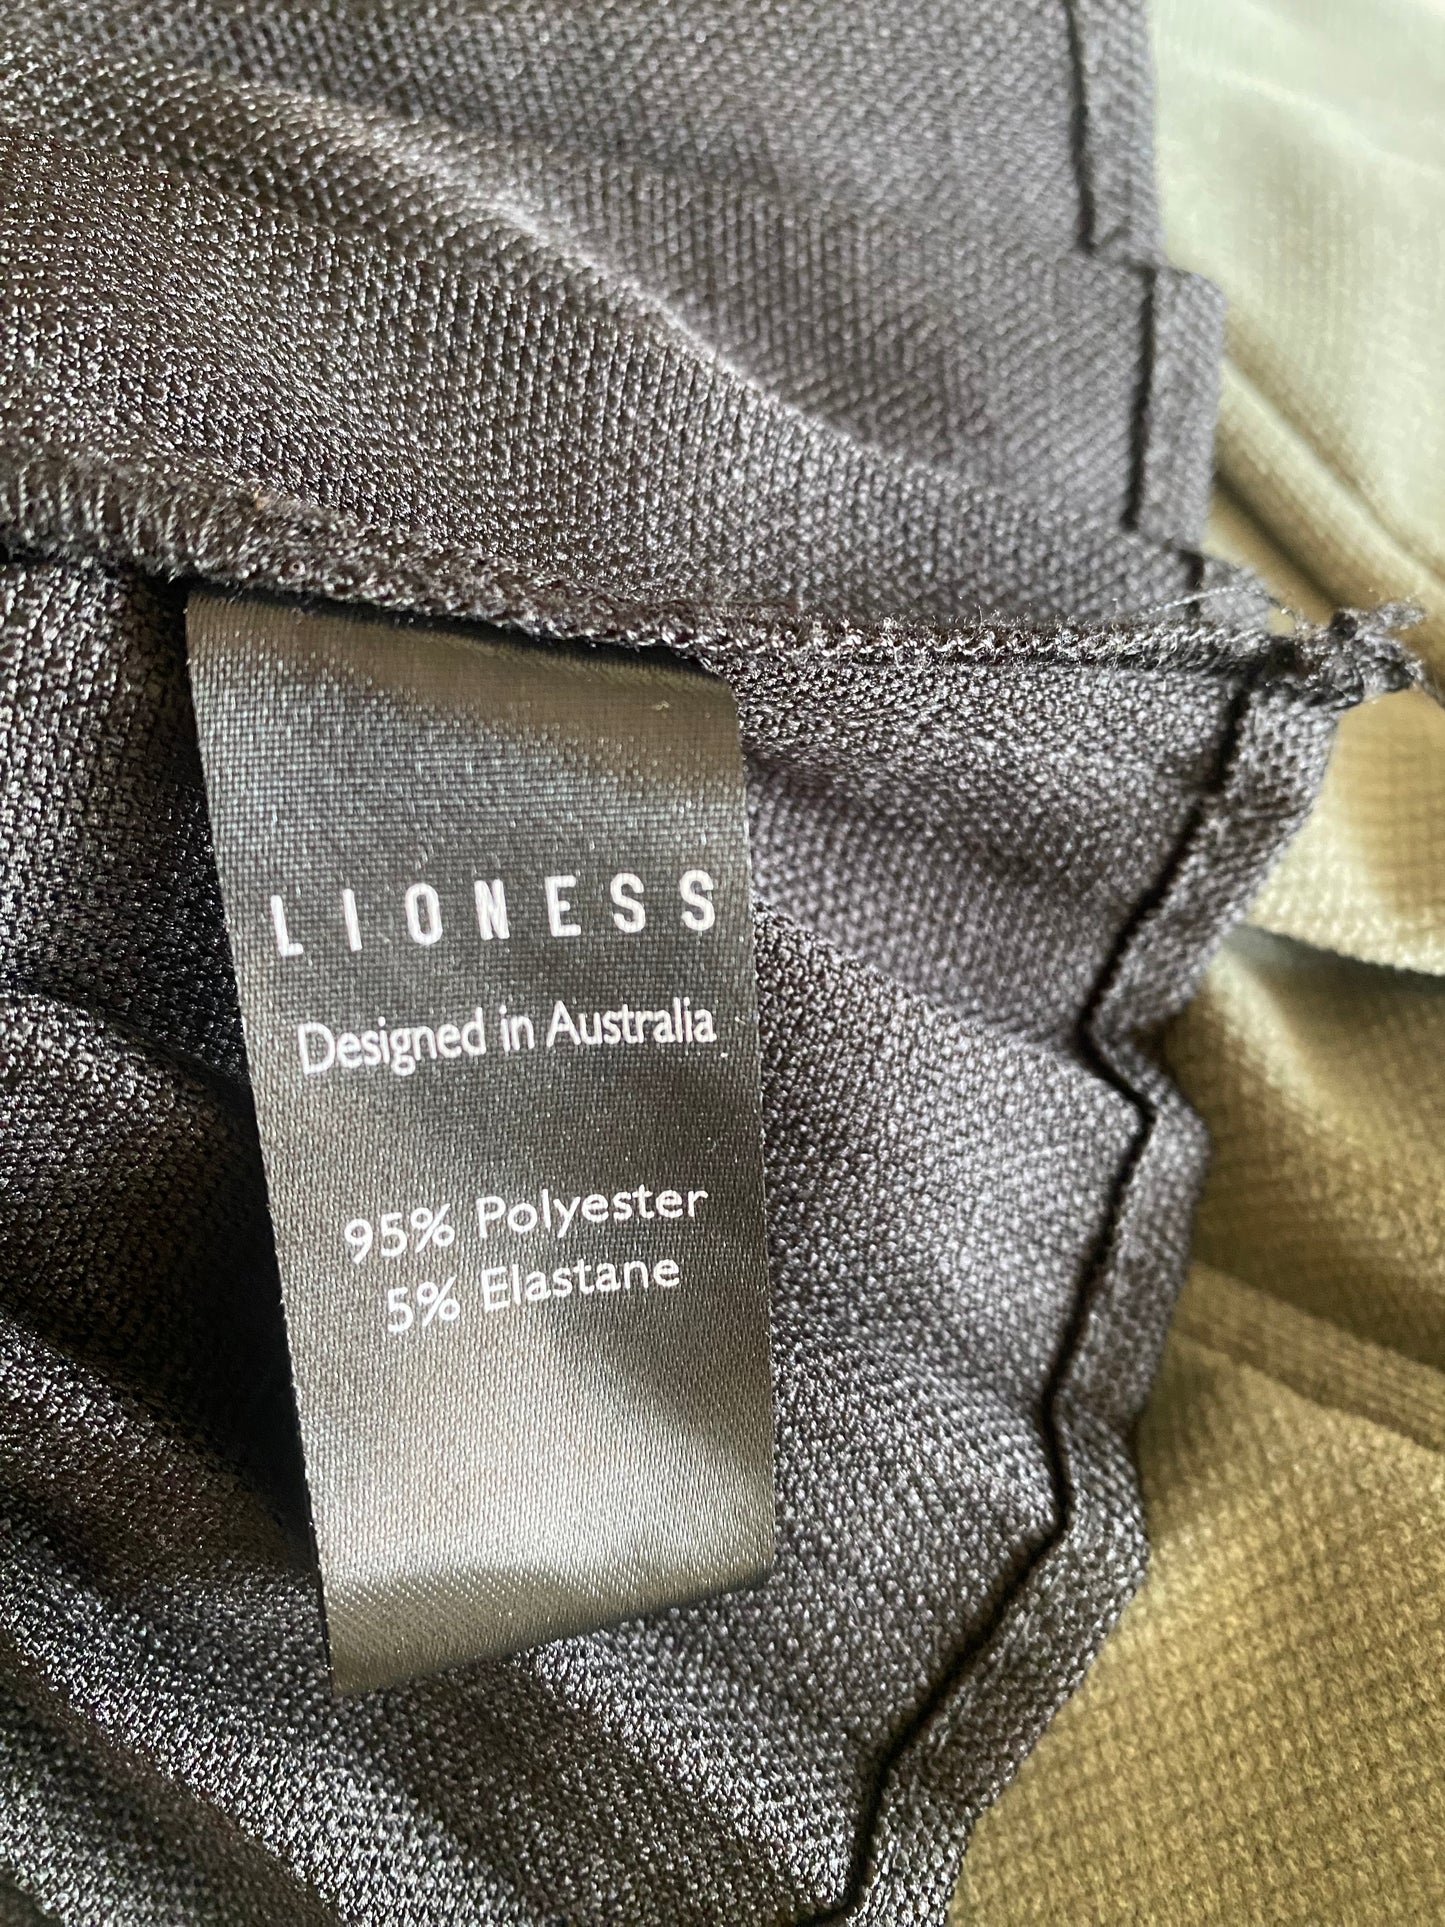 LIONESS
Designed in Australia
95% Polyester
5% Elastane